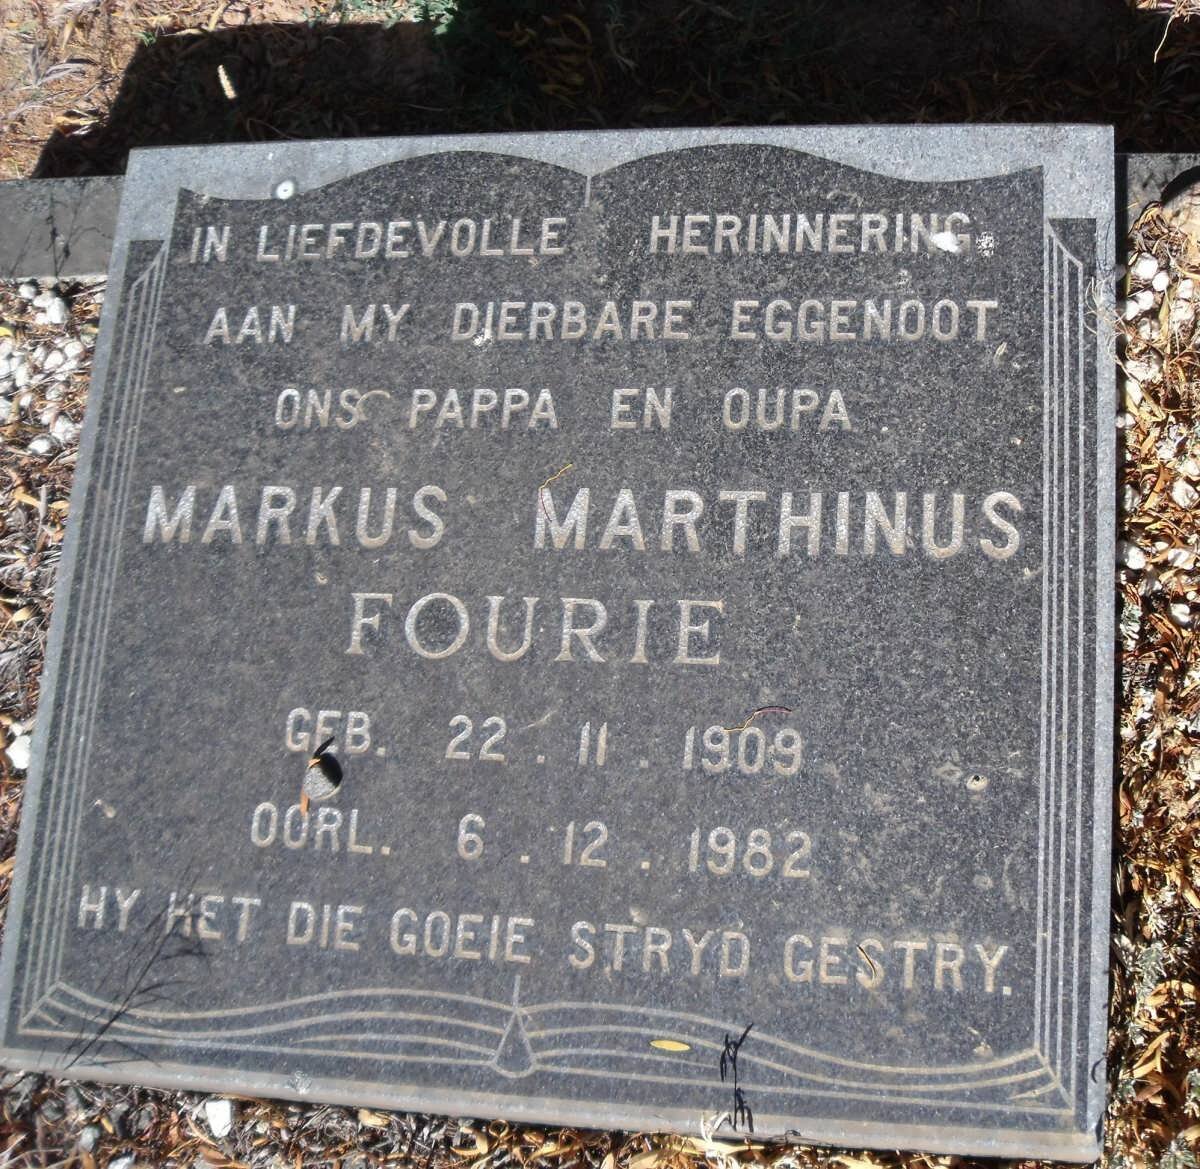 IN LIEFDEVOLLE HERINNERING
AAN MY DIERBARE EGGENOOT
ONS PAPPA EN OUPA
MARKUS MARTHINUS
FOURIE
GEB. 22 . 11 . 1909
OORL. 6 . 12 . 1982
HY HET DIE GOEIE STRYD GESTRY.